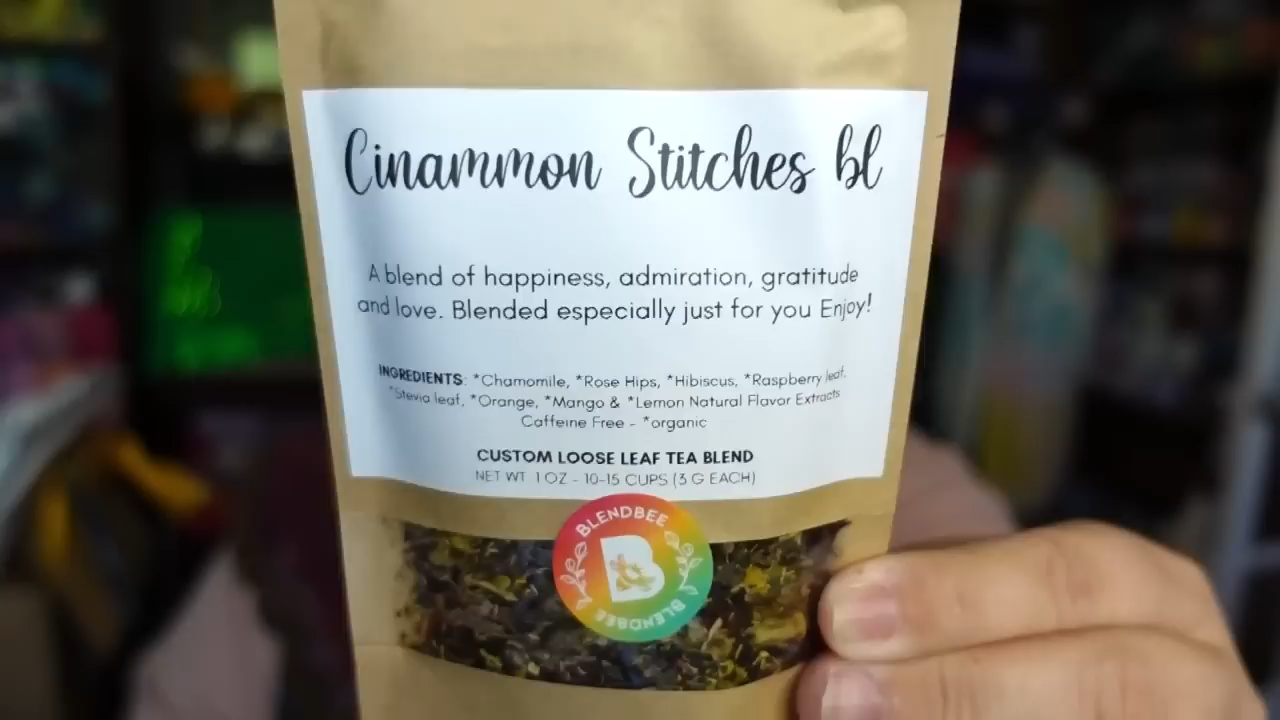 Cinammon Stitches bl
A blend of happiness, admiration, gratitude
and love. Blended especially just for you Enjoy!
INGREDIENTS: *Chamomile, *Rose Hips, *Hibiscus, *Raspberry leaf,
*Stevia leaf, *Orange, *Mango & *Lemon Natural Flavor Extracts
Caffeine Free - *organic
CUSTOM LOOSE LEAF TEA BLEND
NET WT 1 OZ - 10-15 CUPS (3 G EACH)
BLENDBEE
B
BLENDBEE